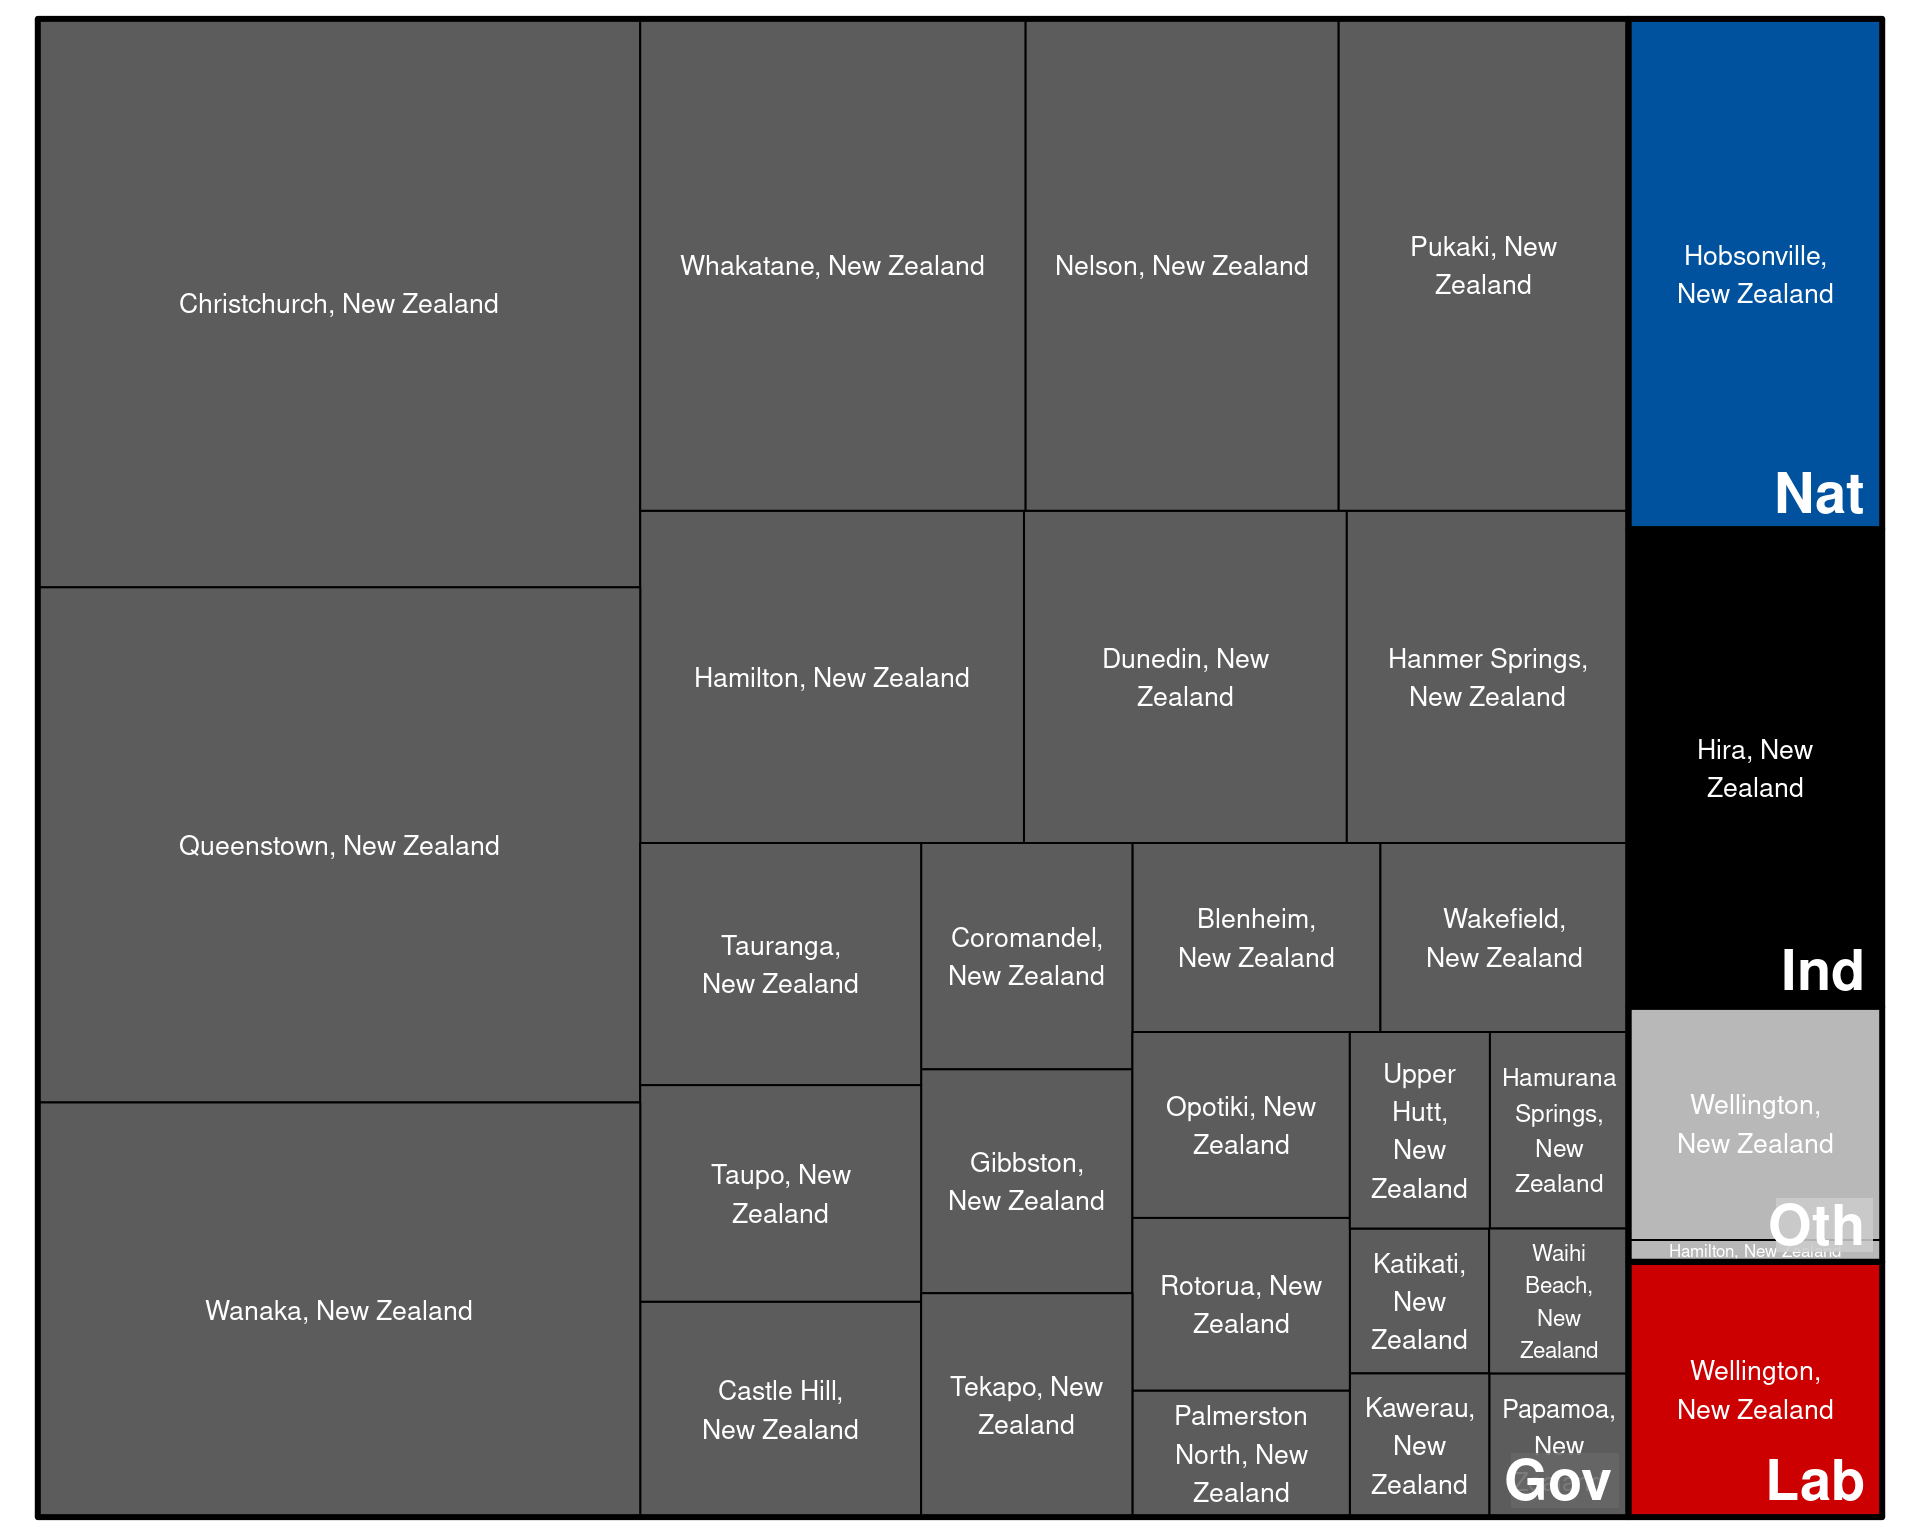 Christchurch, New Zealand
Queenstown, New Zealand
Wanaka, New Zealand
Whakatane, New Zealand
Nelson, New Zealand
Pukaki, New
Zealand
Hamilton, New Zealand
Dunedin, New
Zealand
Hanmer Springs,
New Zealand
Tauranga,
New Zealand
Taupo, New
Zealand
Castle Hill,
New Zealand
Coromandel,
New Zealand
Gibbston,
New Zealand
Tekapo, New
Zealand
Blenheim,
New Zealand
Wakefield,
New Zealand
Opotiki, New
Zealand
Rotorua, New
Zealand
Palmerston
North, New
Zealand
Upper
Hutt,
New
Zealand
Hamurana
Springs,
New
Zealand
Katikati,
New
Zealand
Waihi
Beach,
New
Zealand
Kawerau,
New
Zealand
Papamoa,
New
Gov
Hobsonville,
New Zealand
Nat
Hira, New
Zealand
Ind
Wellington,
New Zealand
Oth
Hamilton, New Zealand
Wellington,
New Zealand
Lab